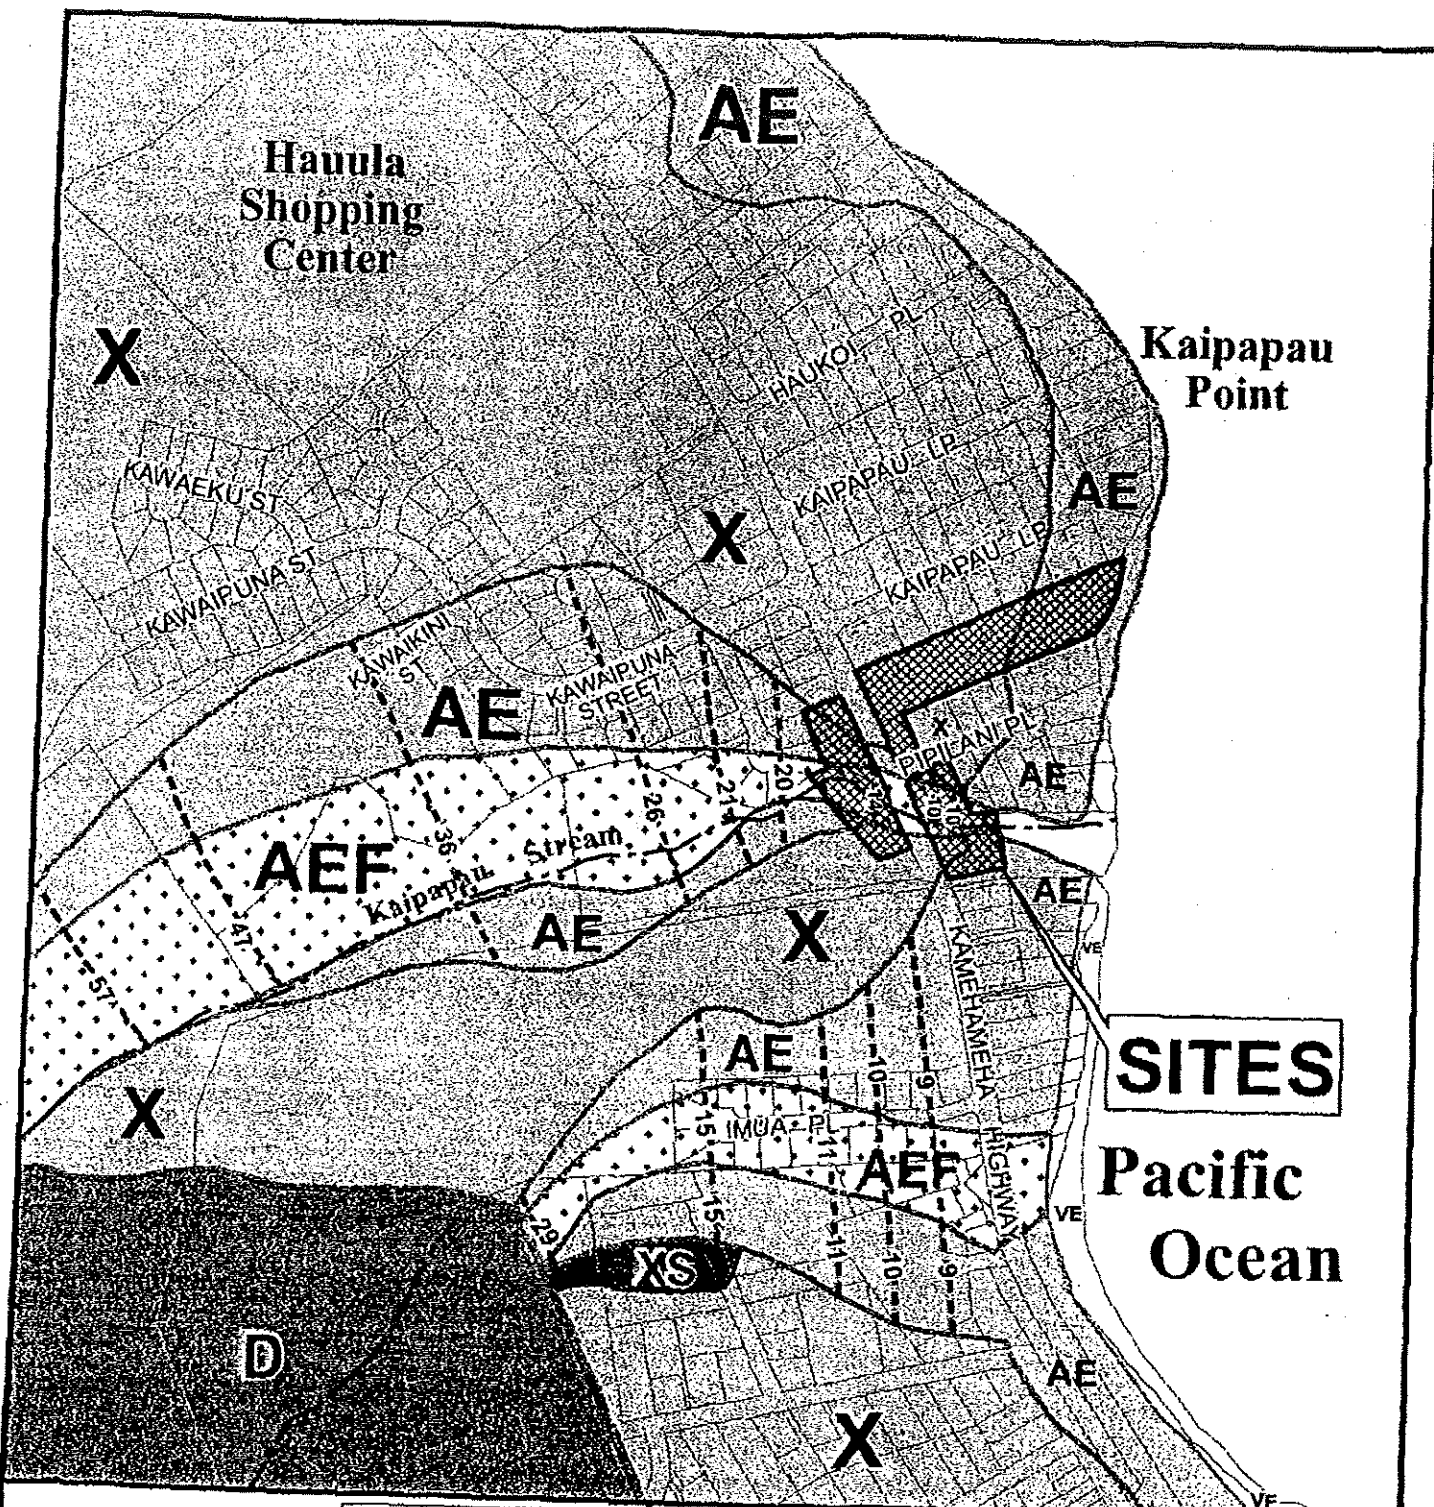 AE
Hauula
Shopping
Center
X
Kaipapau
Point
HAUKOI PL
KAIPAPAU LP
AE
KAWAEKU ST
X
KAIPAPAU LP
KAWAIPUNA ST
KAWAIKINI
ST
KAWAIPUNA
STREET
AE
X
PIPILANI PL
AE
20
21
26
14
10
10
36
Stream
AEF
Kaipapau
AE
X
AE
VE
47
57
KAMEHAMEHA
HIGHWAY
SITES
AE
10
9
X
15
IMUA PL
11
AEF
Pacific
Ocean
VE
29
15
11
10
9
XS
D
AE
X
VE